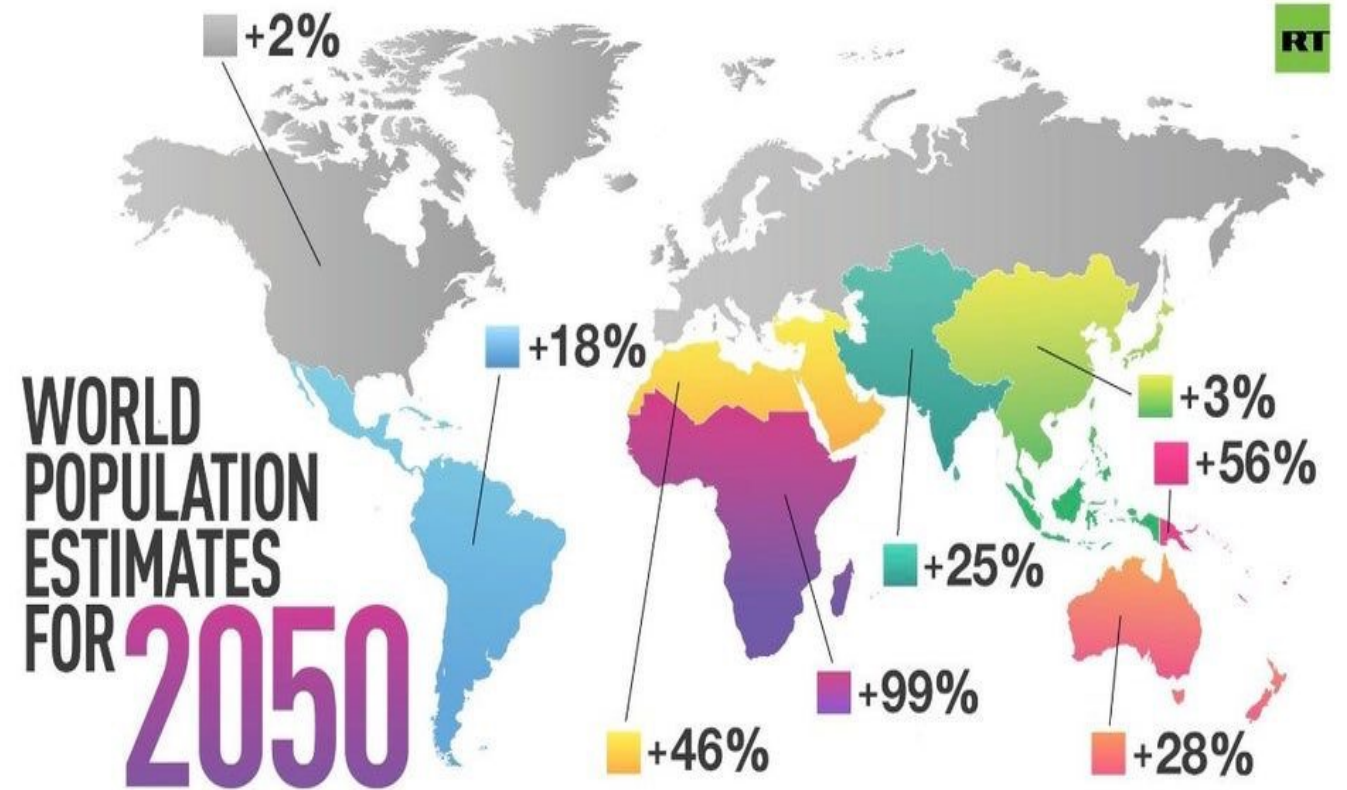 +2%
RT
+18%
WORLD
POPULATION
ESTIMATES
FOR 2050
+3%
+56%
+25%
+99%
+46%
+28%